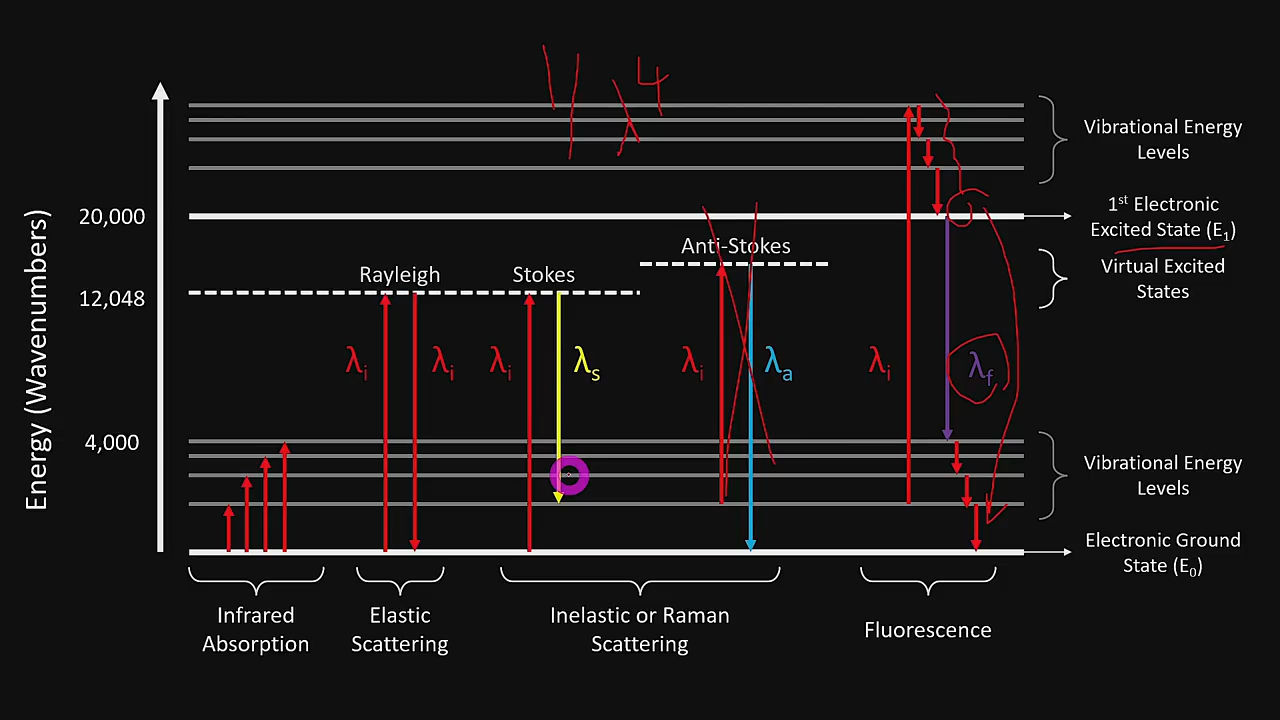 1/λ4
Vibrational Energy
Levels
20,000
1st Electronic
Excited State (E1)
Anti-Stokes
Rayleigh
Stokes
Virtual Excited
States
12,048
Energy (Wavenumbers)
λi
λi
λi
λs
λi
λa
λi
λf
4,000
Vibrational Energy
Levels
Electronic Ground
State (E0)
Infrared
Absorption
Elastic
Scattering
Inelastic or Raman
Scattering
Fluorescence